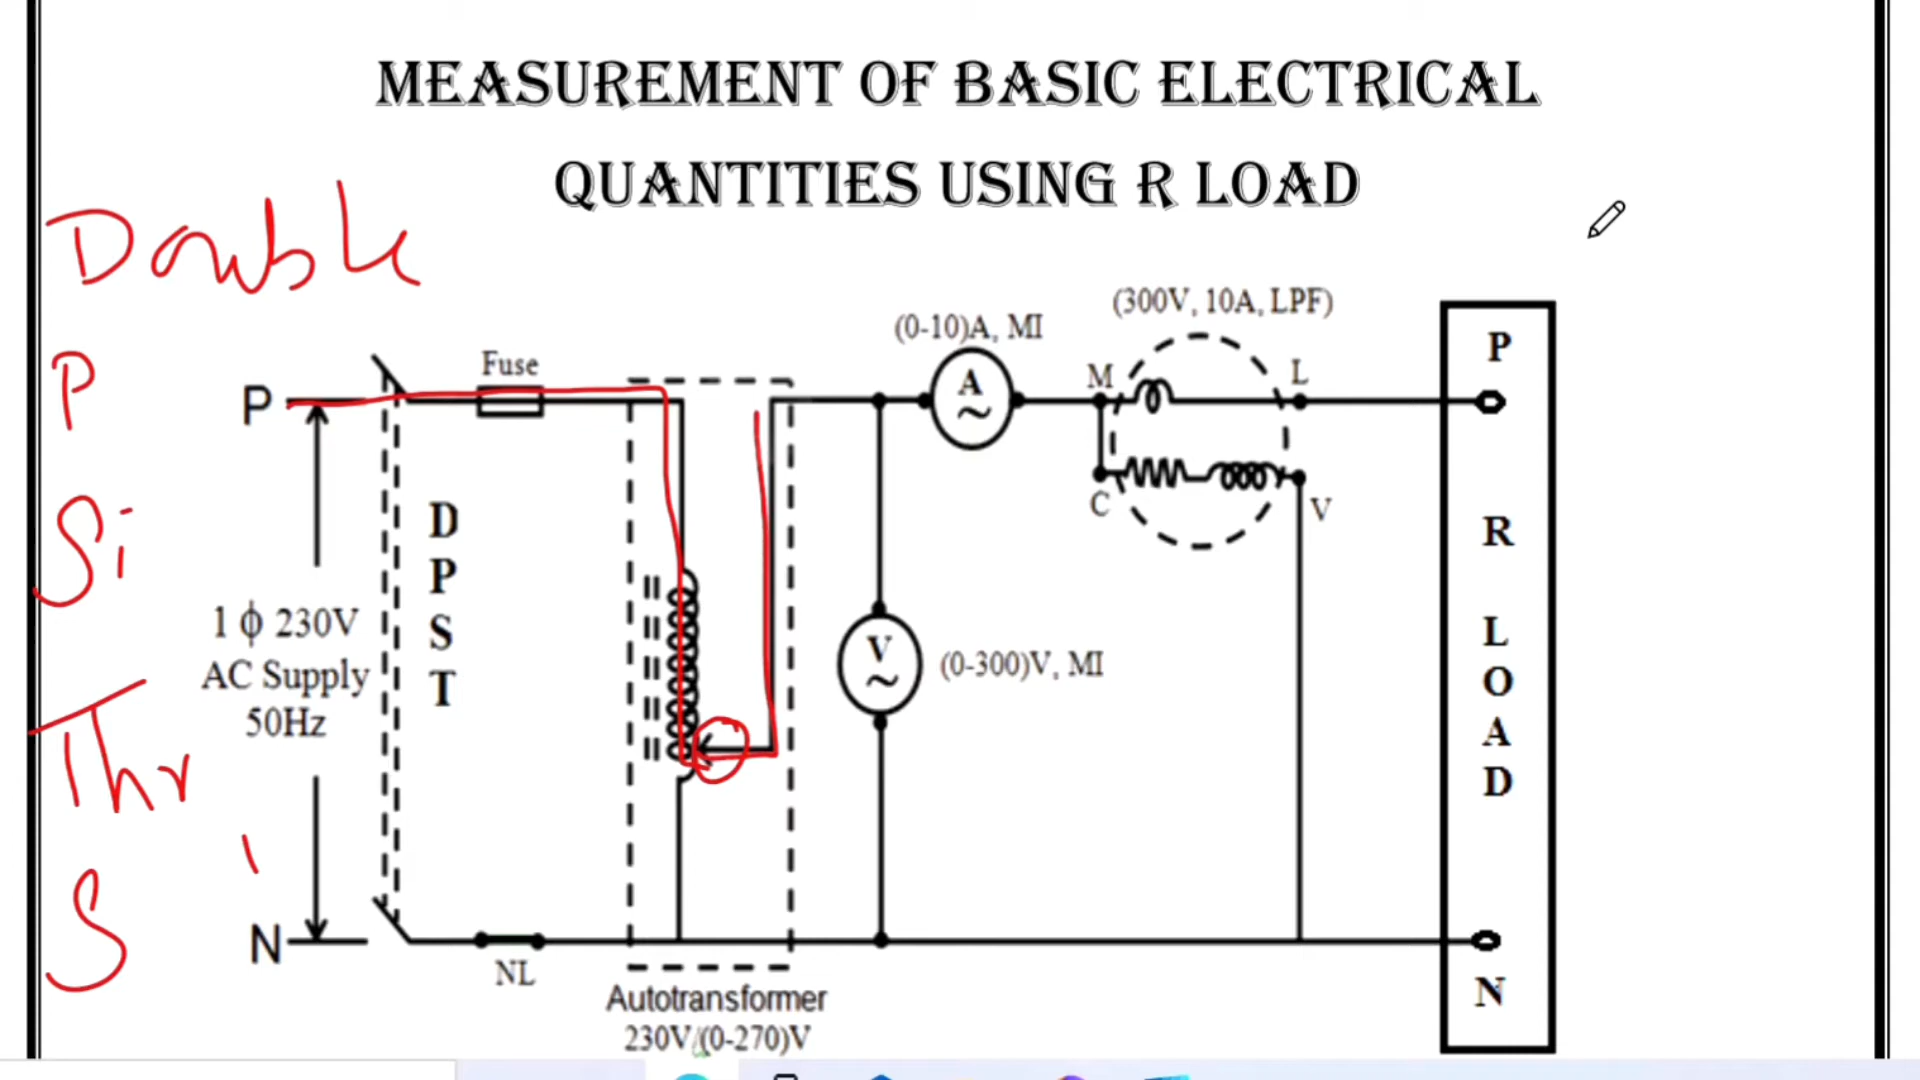 MEASUREMENT OF BASIC ELECTRICAL
QUANTITIES USING R LOAD
Double
P
Si
Thr
S
P
Fuse
(0-10)A, MI
A
(300V, 10A, LPF)
M
L
C
V
P
R
L
O
A
D
N
D
P
S
T
1 ϕ 230V
AC Supply
50Hz
V
(0-300)V, MI
N
NL
Autotransformer
230V/(0-270)V